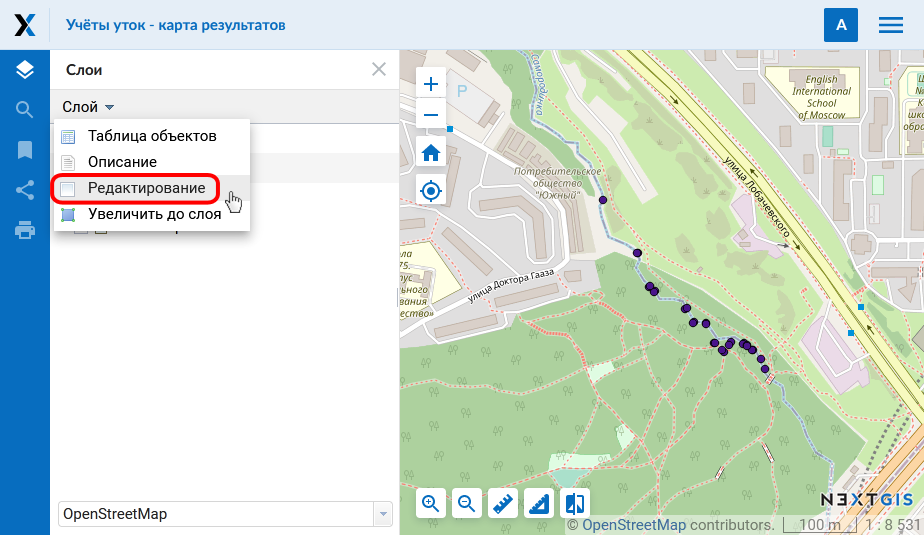 Учёты уток - карта результатов
A
Слои
Слой
Таблица объектов
Описание
Редактирование
Увеличить до слоя
OpenStreetMap
Самородинка
P
English
International
School
of Moscow
Потребительское
общество
"Южный"
улица Лобачевского
улица Доктора Гааза
NEXTGIS
© OpenStreetMap contributors.
100 m
1 : 8 531